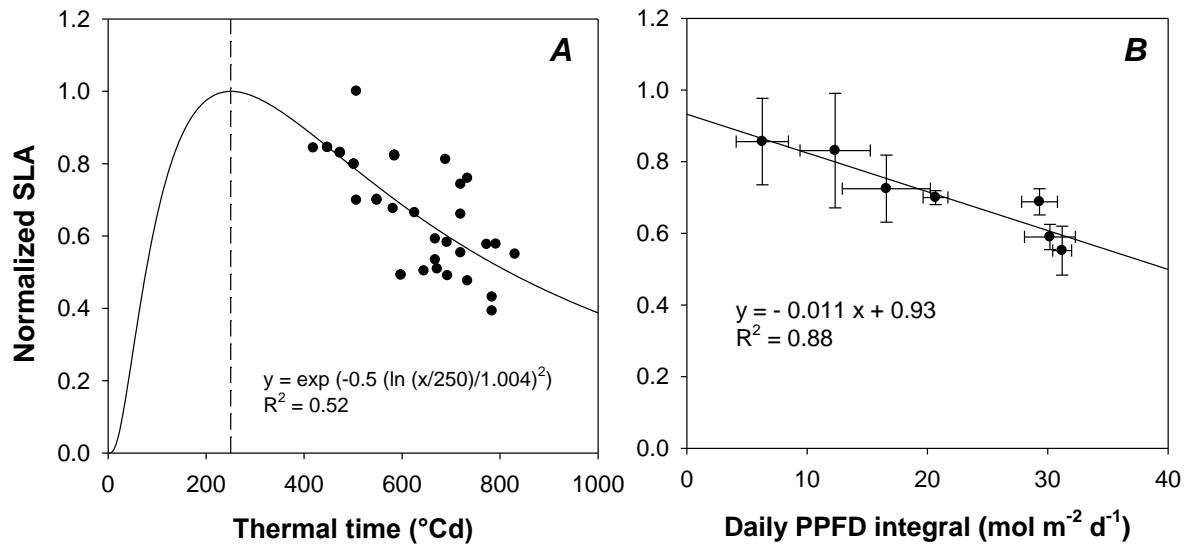 A
Normalized SLA
1.2
1.0
0.8
0.6
0.4
0.2
0.0
y = exp (-0.5 (ln (x/250)/1.004)²)
R² = 0.52
0 200 400 600 800 1000
Thermal time (°Cd)
B
1.2
1.0
0.8
0.6
0.4
0.2
0.0
y = - 0.011 x + 0.93
R² = 0.88
0 10 20 30 40
Daily PPFD integral (mol m⁻² d⁻¹)